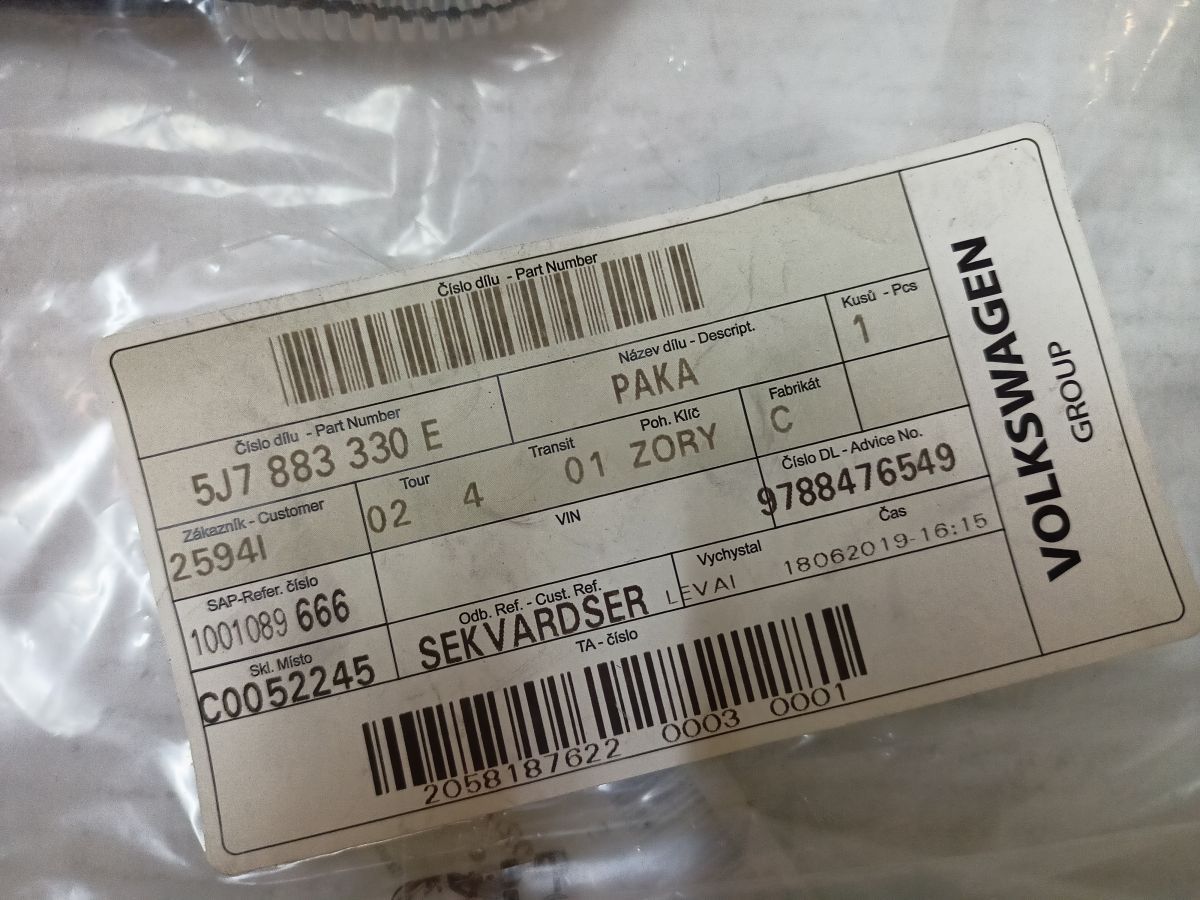 Číslo dílu - Part Number
Číslo dílu - Part Number
5J7 883 330 E
Název dílu - Descript.
PAKA
Kusů - Pcs
1
Zákazník - Customer
2594I
Tour
02 4
Transit
01
Poh. Klíč
ZORY
Fabrikát
C
SAP-Refer. číslo
1001089 666
VIN
Číslo DL - Advice No.
9788476549
Skl. Místo
C0052245
Odb. Ref. - Cust. Ref.
SEKVARDSER
Vychystal
LEVAI
Čas
18062019-16:15
TA - číslo
2058187622 0003 0001
VOLKSWAGEN
GROUP